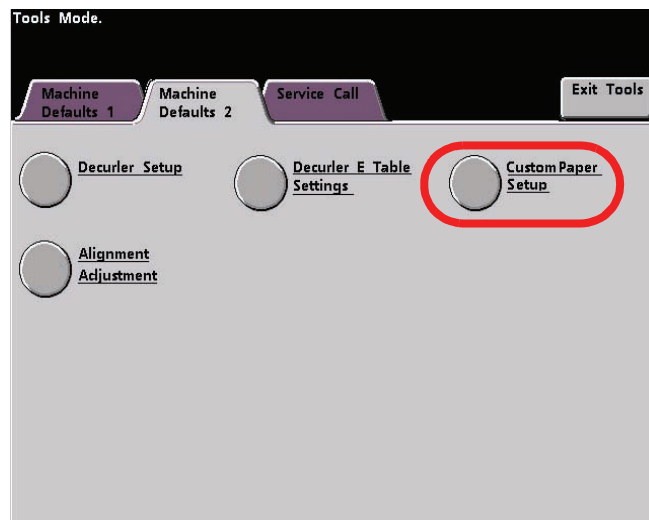 Tools Mode.
Machine
Defaults 1
Machine
Defaults 2
Service Call
Exit Tools
Decurler Setup
Decurler E Table
Settings
Custom Paper
Setup
Alignment
Adjustment